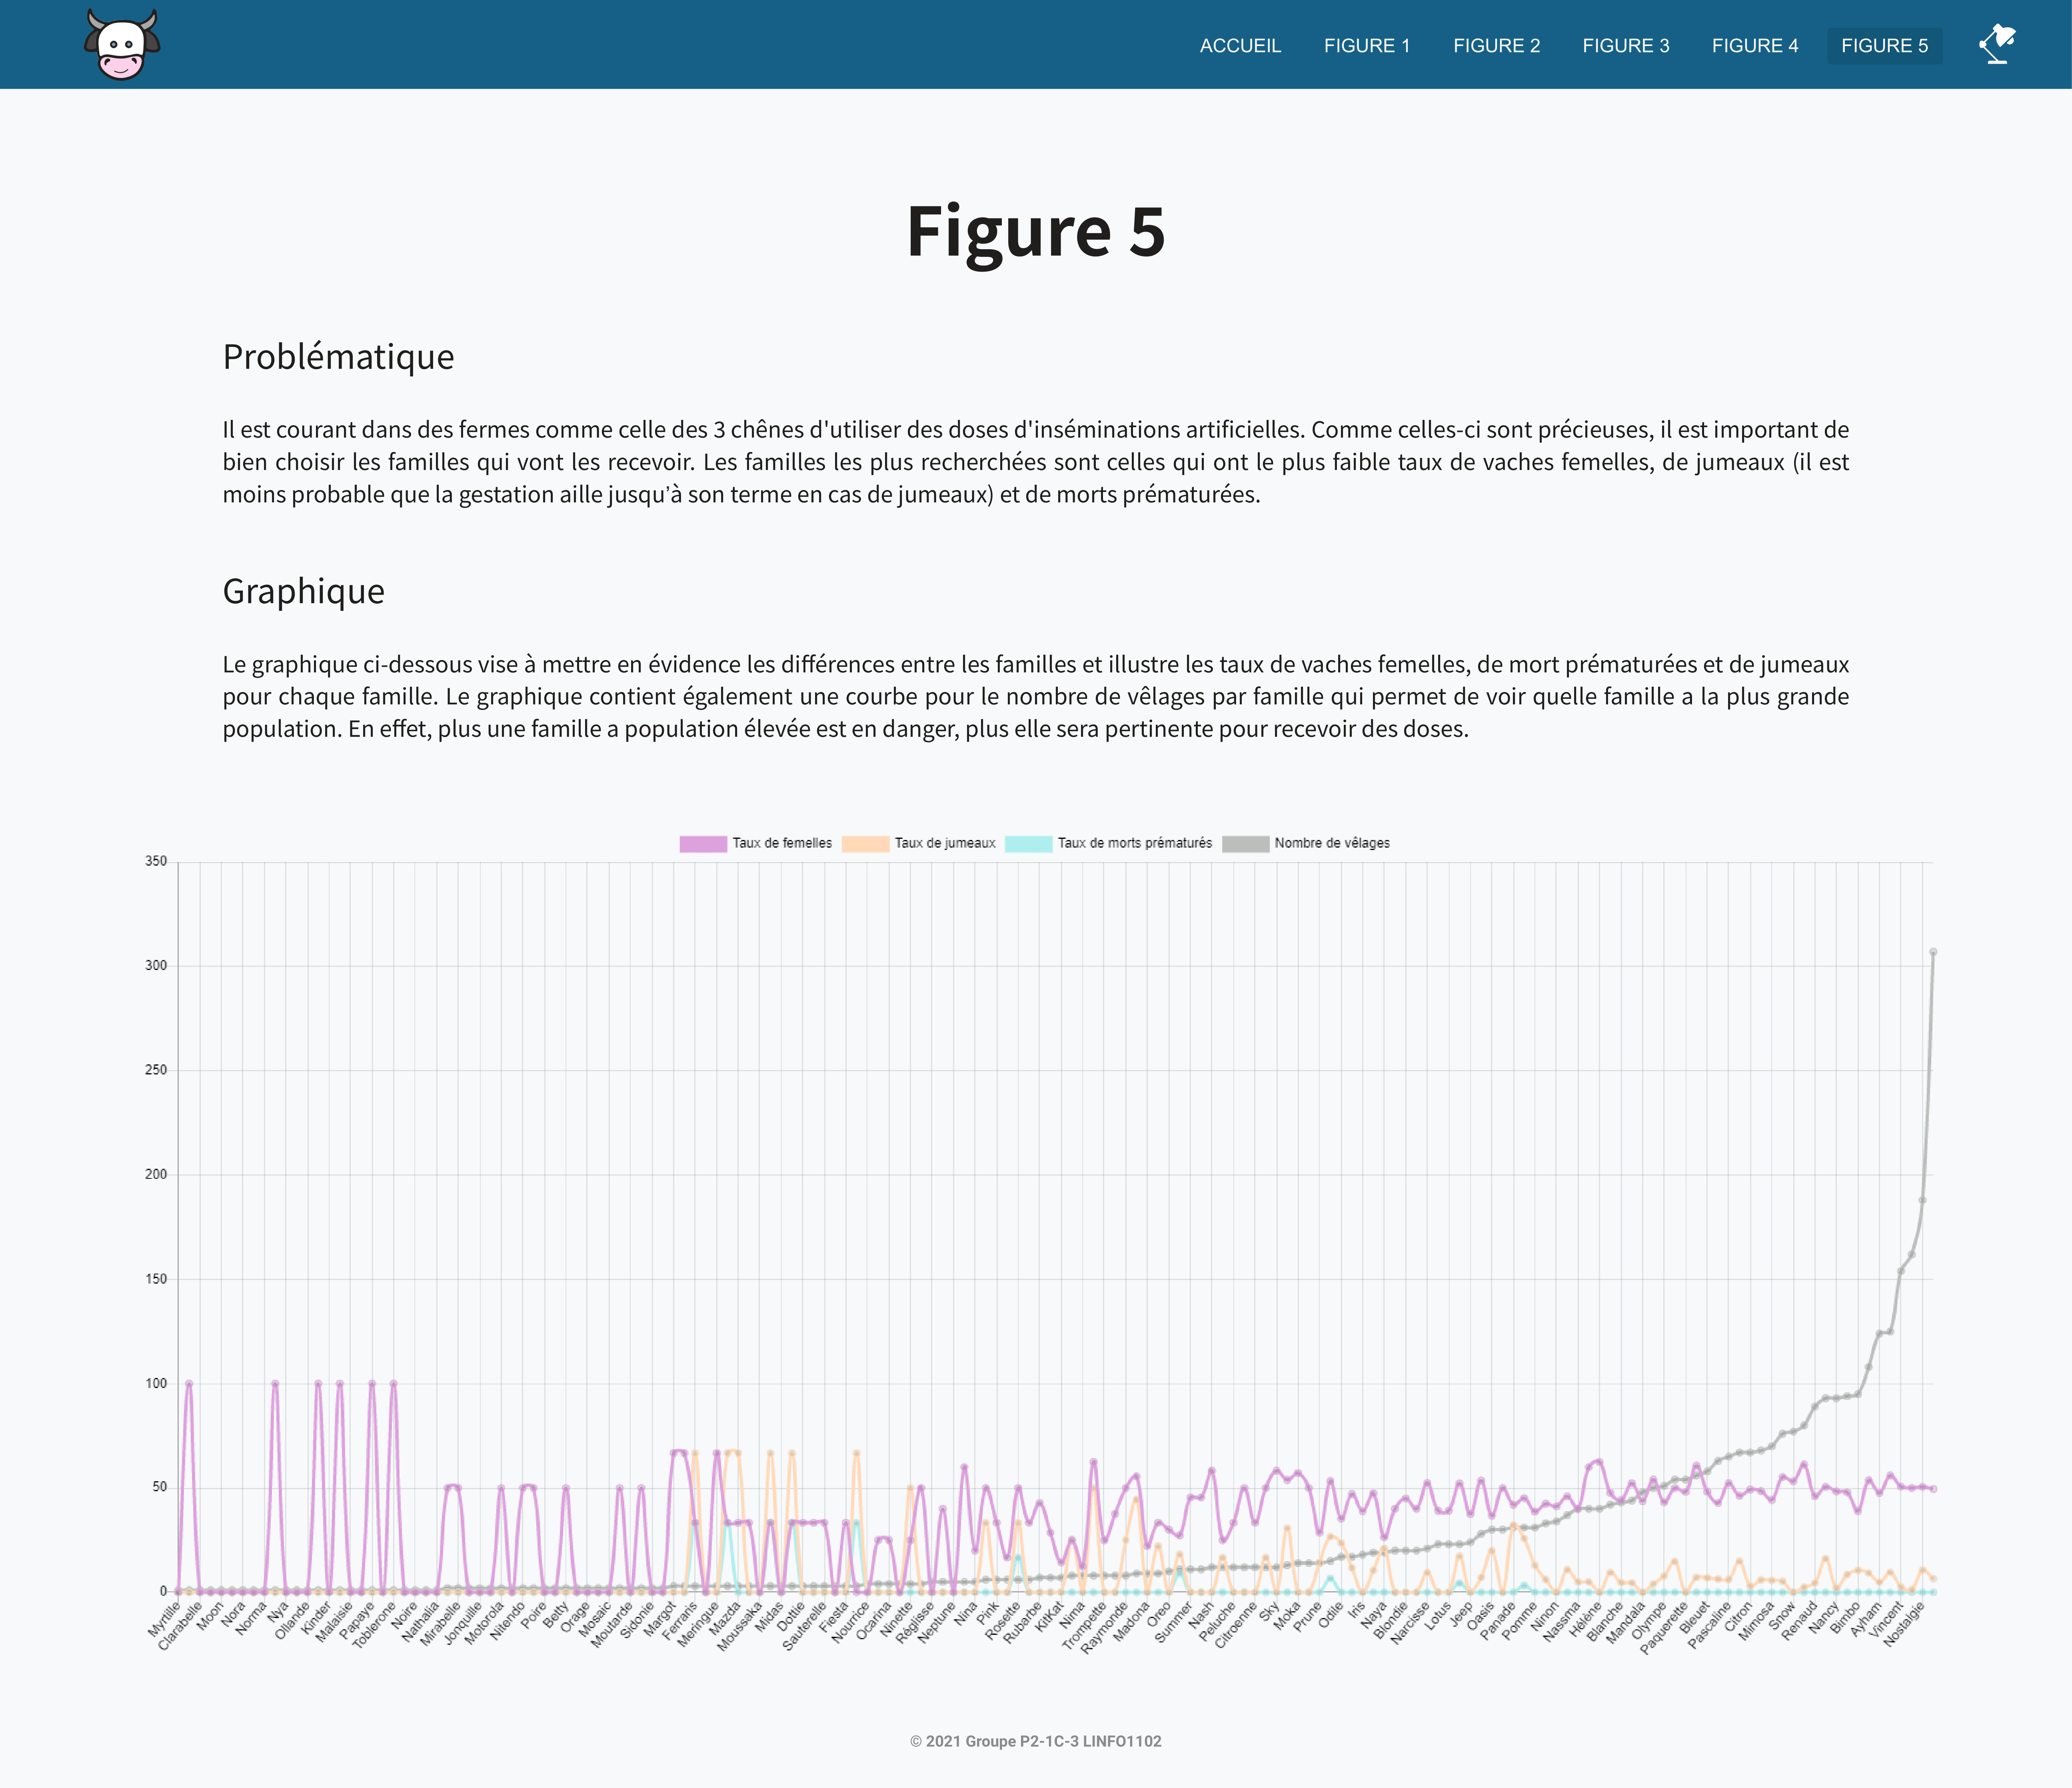 ACCUEIL FIGURE 1 FIGURE 2 FIGURE 3 FIGURE 4 FIGURE 5
Figure 5
Problématique
Il est courant dans des fermes comme celle des 3 chênes d'utiliser des doses d'inséminations artificielles. Comme celles-ci sont précieuses, il est important de
bien choisir les familles qui vont les recevoir. Les familles les plus recherchées sont celles qui ont le plus faible taux de vaches femelles, de jumeaux (il est
moins probable que la gestation aille jusqu'à son terme en cas de jumeaux) et de morts prématurées.
Graphique
Le graphique ci-dessous vise à mettre en évidence les différences entre les familles et illustre les taux de vaches femelles, de mort prématurées et de jumeaux
pour chaque famille. Le graphique contient également une courbe pour le nombre de vêlages par famille qui permet de voir quelle famille a la plus grande
population. En effet, plus une famille a population élevée est en danger, plus elle sera pertinente pour recevoir des doses.
Taux de femelles Taux de jumeaux Taux de morts prématurés Nombre de vêlages
350
300
250
200
150
100
50
0
Myrtille Clarabelle Moon Nora Norma Nya Ollande Kinder Malaisie Papaye Toblerone Noire Nathalia Mirabelle Jonquille Motorola Nitendo Poire Betty Orage Mosaic Moutarde Sidonie Margot Ferraris Meringue Mazda Moussaka Midas Dottie Sauterelle Fiesta Nourrice Ocarina Ninette Réglisse Neptune Nina Pink Rosette Rubarbe KitKat Nima Trompette Raymonde Madona Oreo Summer Nash Peluche Citroenne Sky Moka Prune Odile Iris Naya Blondie Narcisse Lotus Jeep Oasis Panade Pomme Ninon Nassma Hélène Blanche Mandala Olympe Paquerette Bleuet Pascaline Citron Mimosa Snow Renaud Nancy Bimbo Ayham Vincent Nostalgie
© 2021 Groupe P2-1C-3 LINFO1102